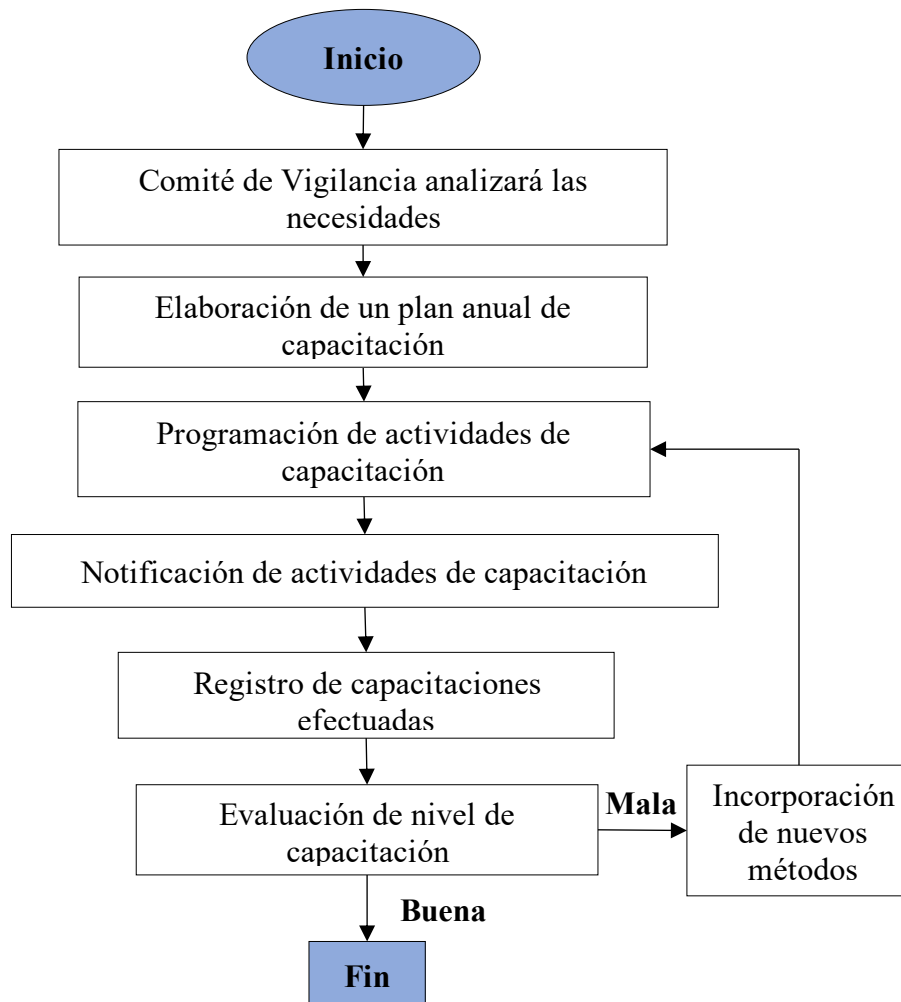 Inicio
Comité de Vigilancia analizará las
necesidades
Elaboración de un plan anual de
capacitación
Programación de actividades de
capacitación
Notificación de actividades de capacitación
Registro de capacitaciones
efectuadas
Evaluación de nivel de
capacitación
Mala
Incorporación
de nuevos
métodos
Buena
Fin